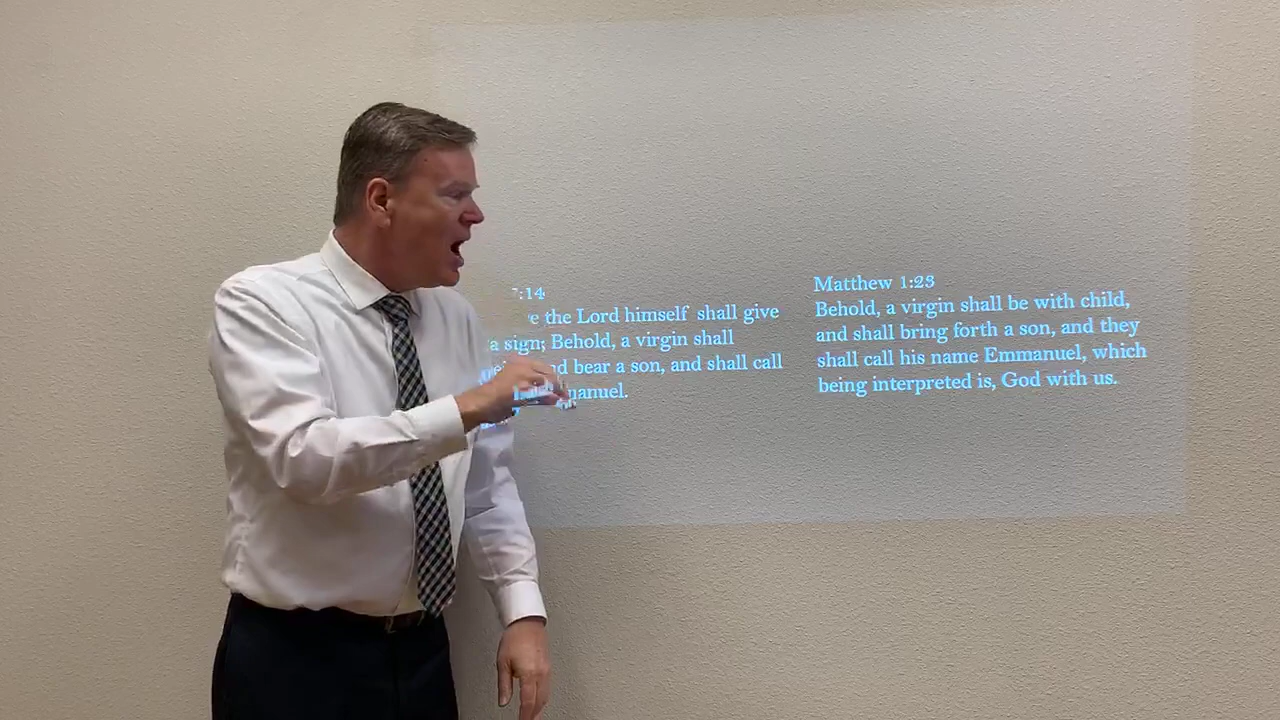 :14
the Lord himself shall give
a sign; Behold, a virgin shall
bear a son, and shall call
Matthew 1:23
Behold, a virgin shall be with child,
and shall bring forth a son, and they
shall call his name Emmanuel, which
being interpreted is, God with us.